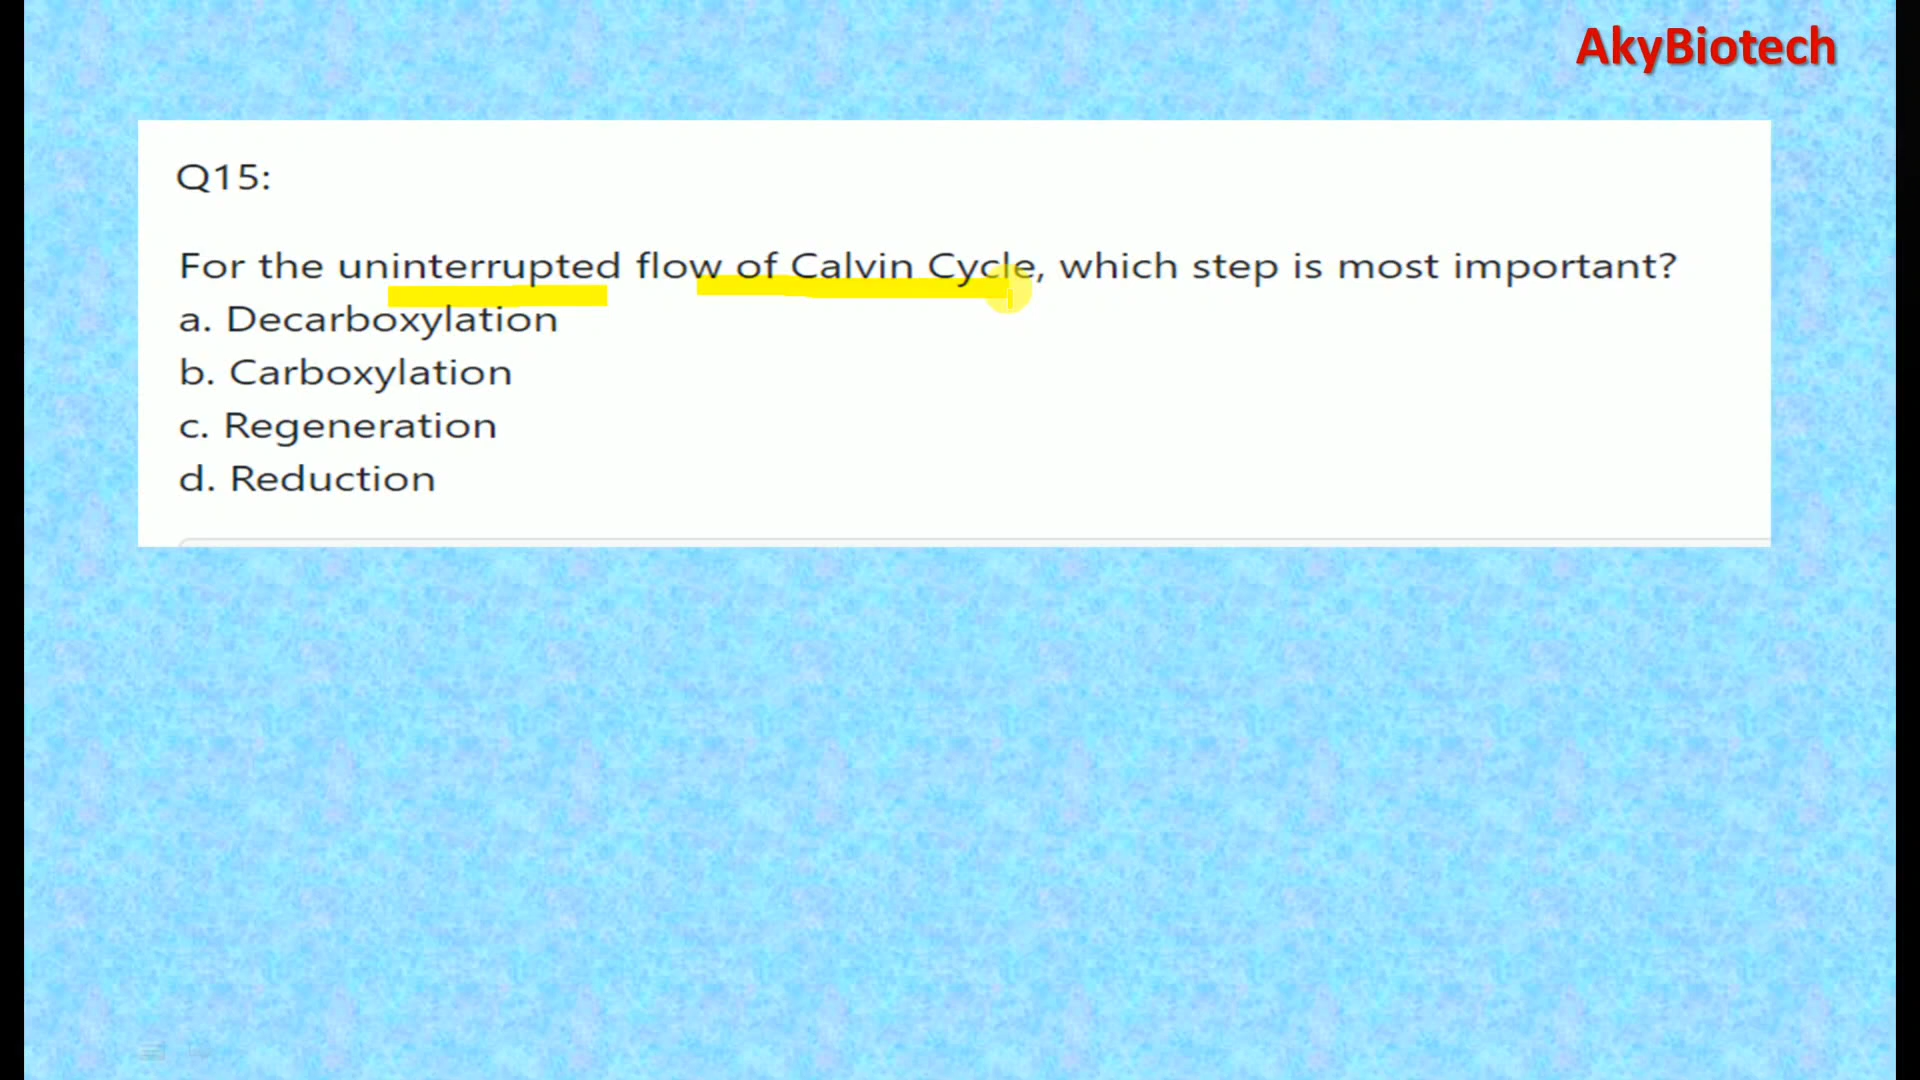 AkyBiotech
Q15:
For the uninterrupted flow of Calvin Cycle, which step is most important?
a. Decarboxylation
b. Carboxylation
c. Regeneration
d. Reduction